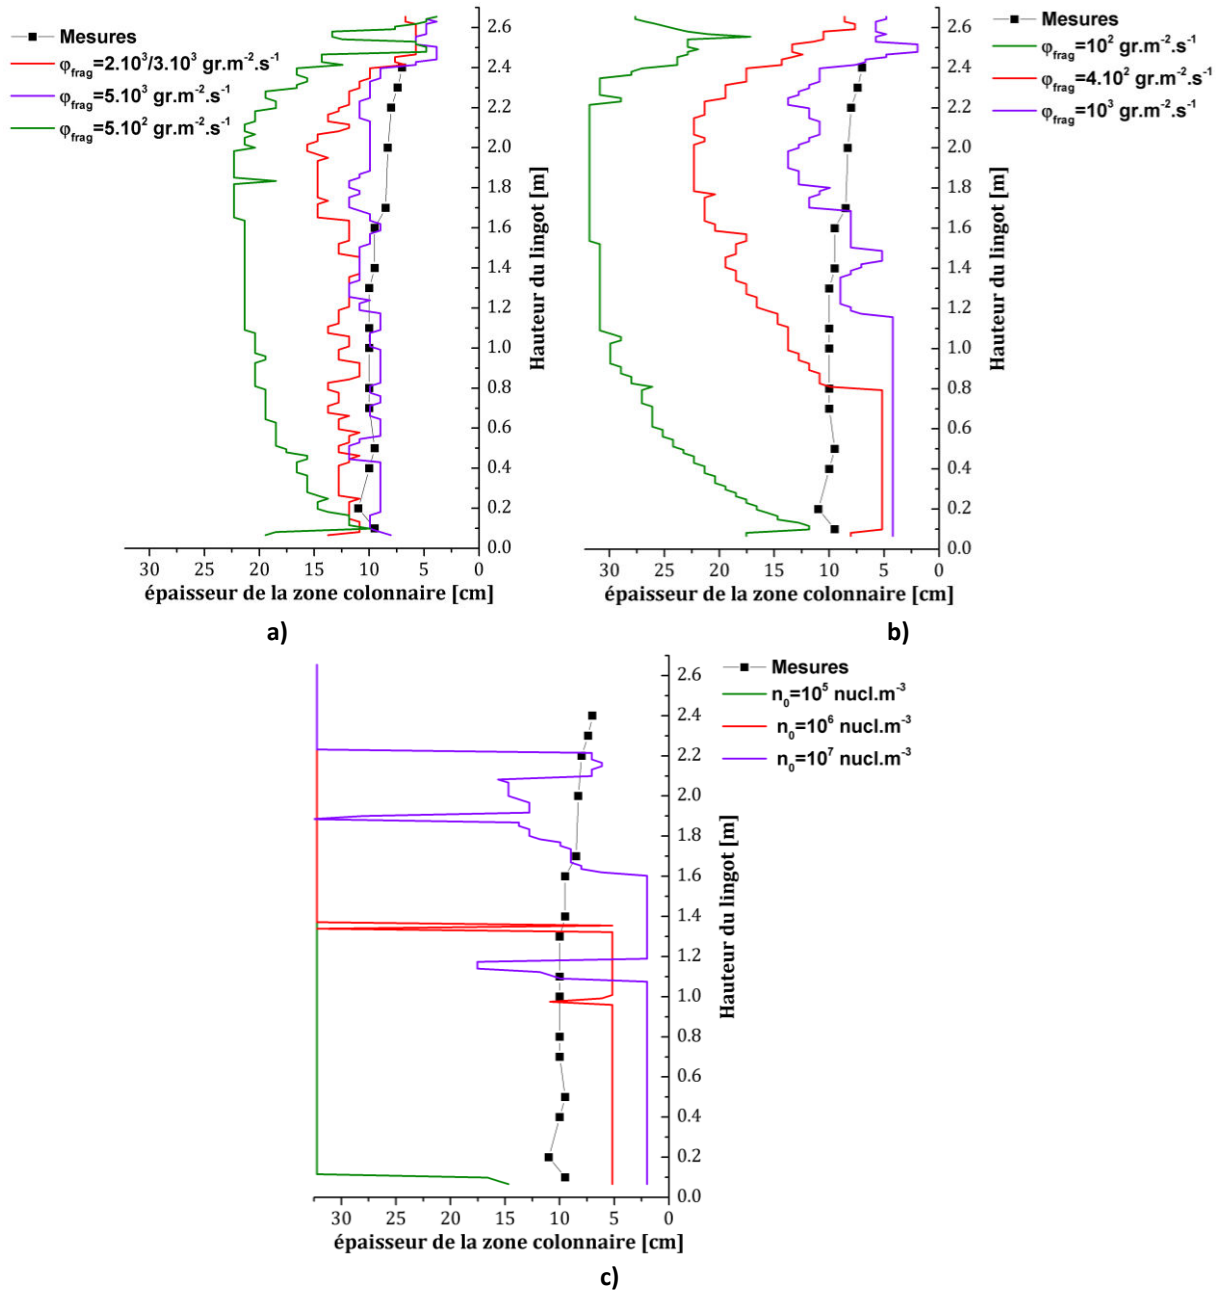 Mesures
φfrag=2.10³/3.10³ gr.m⁻².s⁻¹
φfrag=5.10³ gr.m⁻².s⁻¹
φfrag=5.10² gr.m⁻².s⁻¹
2.6
2.4
2.2
2.0
1.8
1.6
1.4
1.2
1.0
0.8
0.6
0.4
0.2
0.0
Hauteur du lingot [m]
30 25 20 15 10 5 0
épaisseur de la zone colonnaire [cm]
a)
Mesures
φfrag=10² gr.m⁻².s⁻¹
φfrag=4.10² gr.m⁻².s⁻¹
φfrag=10³ gr.m⁻².s⁻¹
2.6
2.4
2.2
2.0
1.8
1.6
1.4
1.2
1.0
0.8
0.6
0.4
0.2
0.0
Hauteur du lingot [m]
30 25 20 15 10 5 0
épaisseur de la zone colonnaire [cm]
b)
Mesures
n₀=10⁵ nucl.m⁻³
n₀=10⁶ nucl.m⁻³
n₀=10⁷ nucl.m⁻³
2.6
2.4
2.2
2.0
1.8
1.6
1.4
1.2
1.0
0.8
0.6
0.4
0.2
0.0
Hauteur du lingot [m]
30 25 20 15 10 5 0
épaisseur de la zone colonnaire [cm]
c)